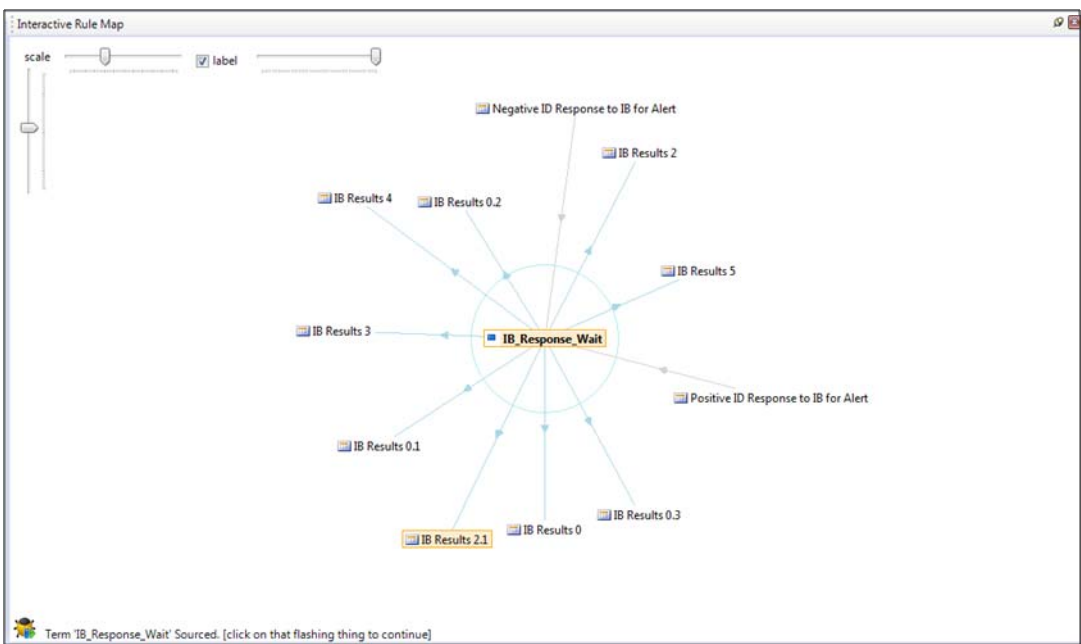 Interactive Rule Map
scale
label
Negative ID Response to IB for Alert
IB Results 2
IB Results 4
IB Results 0.2
IB Results 5
IB Results 3
IB_Response_Wait
Positive ID Response to IB for Alert
IB Results 0.1
IB Results 0.3
IB Results 0
IB Results 2.1
Term 'IB_Response_Wait' Sourced. [click on that flashing thing to continue]